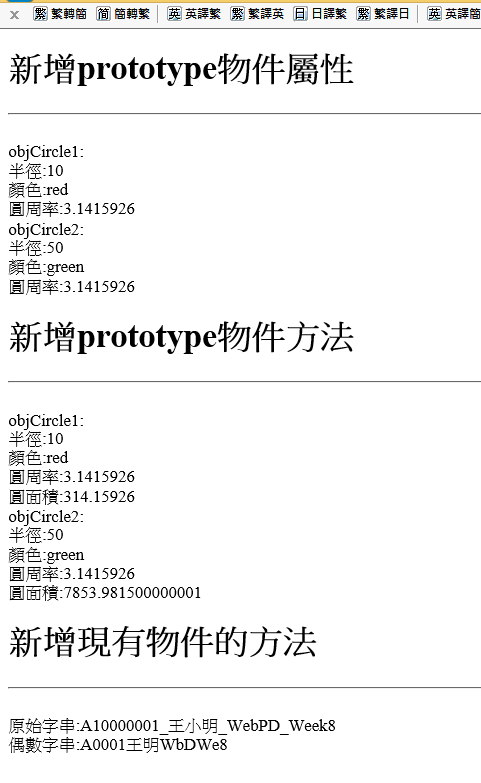 x 繁 繁轉簡 简 簡轉繁 英 英譯繁 繁 繁譯英 日 日譯繁 繁 繁譯日 英 英譯簡
新增prototype物件屬性
objCircle1:
半徑:10
顏色:red
圓周率:3.1415926
objCircle2:
半徑:50
顏色:green
圓周率:3.1415926
新增prototype物件方法
objCircle1:
半徑:10
顏色:red
圓周率:3.1415926
圓面積:314.15926
objCircle2:
半徑:50
顏色:green
圓周率:3.1415926
圓面積:7853.981500000001
新增現有物件的方法
原始字串:A10000001_王小明_WebPD_Week8
偶數字串:A0001王明WbDWe8